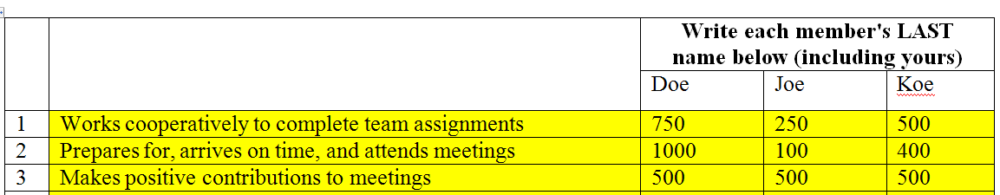 Write each member's LAST
name below (including yours)
Doe Joe Koe
1 Works cooperatively to complete team assignments 750 250 500
2 Prepares for, arrives on time, and attends meetings 1000 100 400
3 Makes positive contributions to meetings 500 500 500